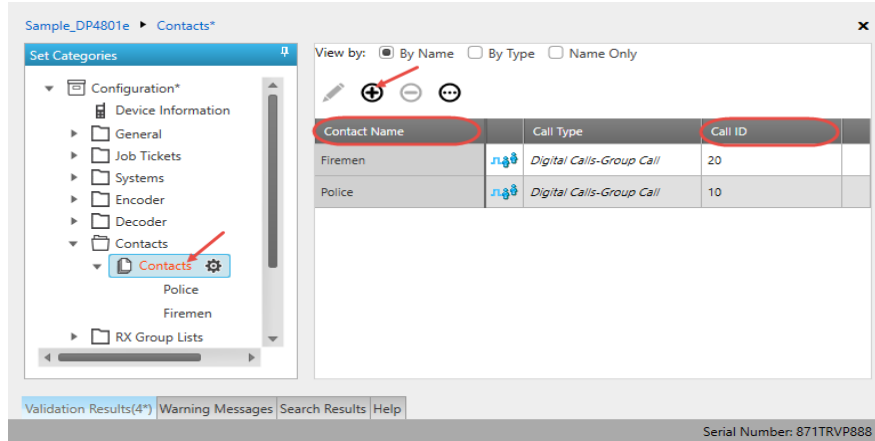 Sample_DP4801e Contacts*
Set Categories
Configuration*
Device Information
General
Job Tickets
Systems
Encoder
Decoder
Contacts
Contacts
Police
Firemen
RX Group Lists
View by: By Name By Type Name Only
Contact Name Call Type Call ID
Firemen Digital Calls-Group Call 20
Police Digital Calls-Group Call 10
Validation Results(4*) Warning Messages Search Results Help
Serial Number: 871TRVP888